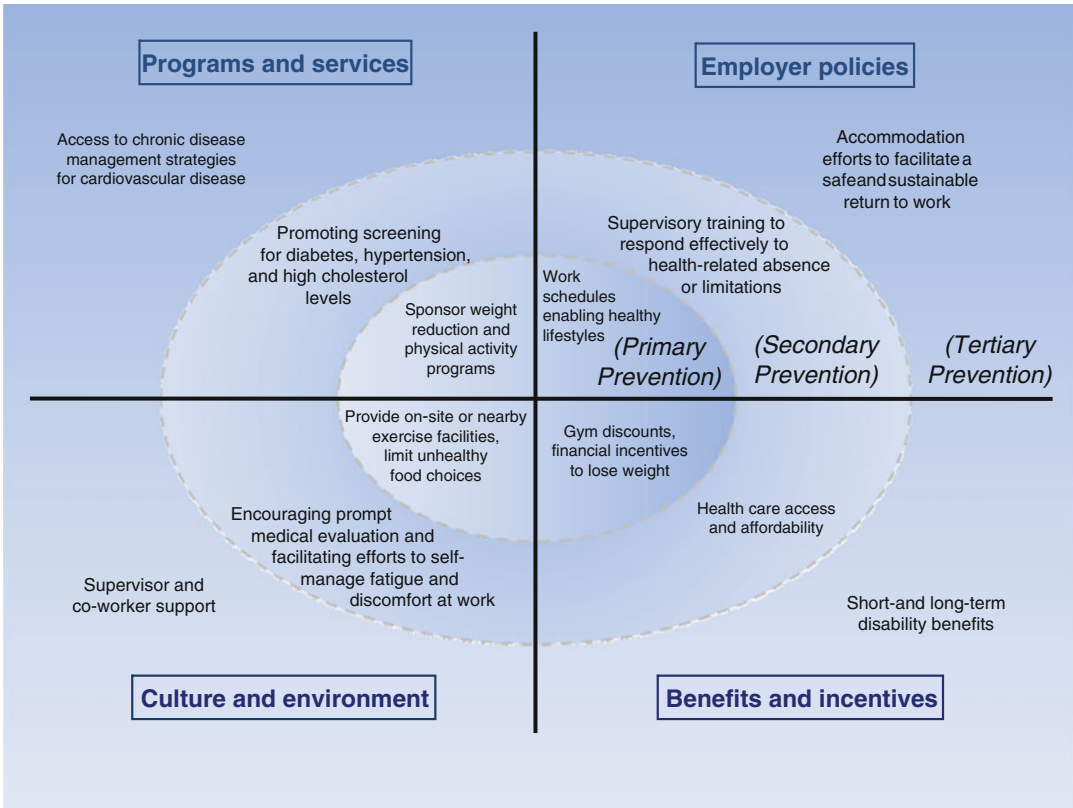 Programs and services
Employer policies
Access to chronic disease
management strategies
for cardiovascular disease
Accommodation
efforts to facilitate a
safe and sustainable
return to work
Promoting screening
for diabetes, hypertension,
and high cholesterol
levels
Supervisory training to
respond effectively to
health-related absence
or limitations
Sponsor weight
reduction and
physical activity
programs
Work
schedules
enabling healthy
lifestyles
(Primary
Prevention)
(Secondary
Prevention)
(Tertiary
Prevention)
Provide on-site or nearby
exercise facilities,
limit unhealthy
food choices
Gym discounts,
financial incentives
to lose weight
Encouraging prompt
medical evaluation and
facilitating efforts to self-
manage fatigue and
discomfort at work
Health care access
and affordability
Supervisor and
co-worker support
Short-and long-term
disability benefits
Culture and environment
Benefits and incentives